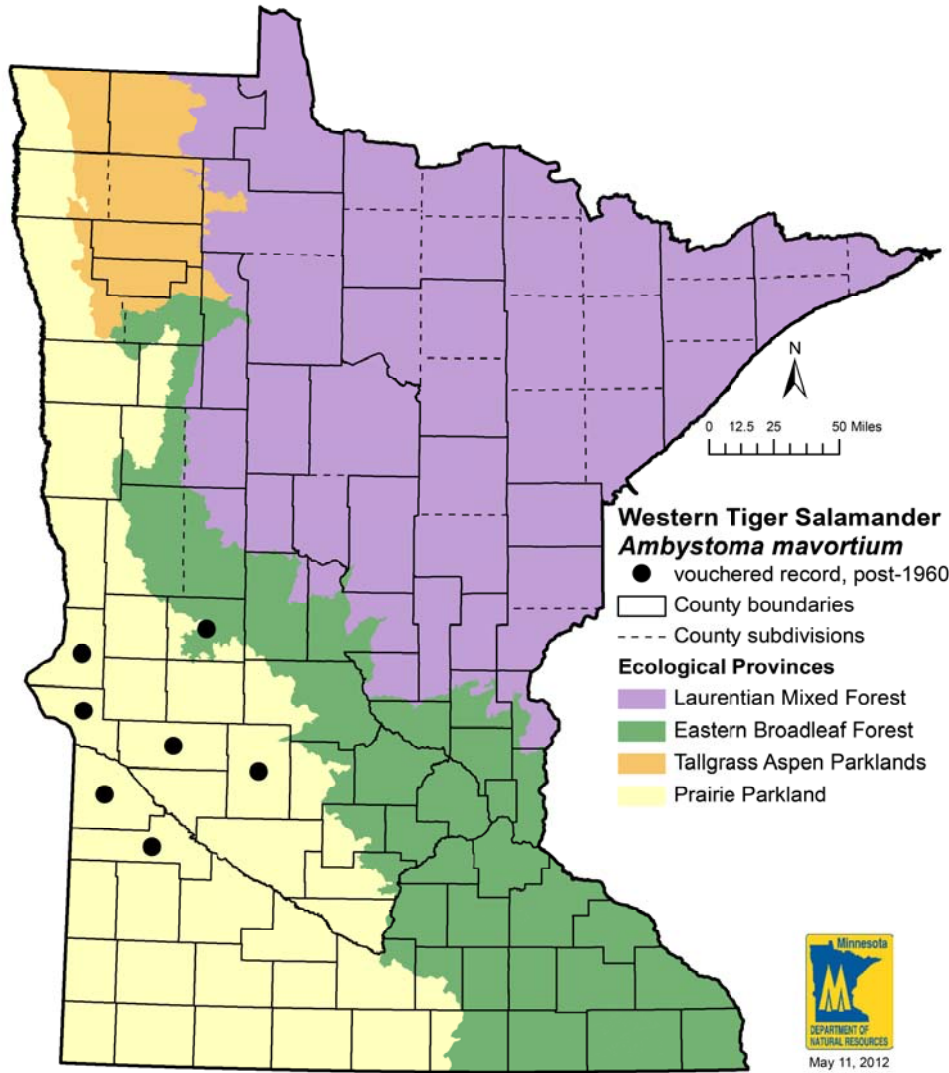 N
0 12.5 25 50 Miles
Western Tiger Salamander
Ambystoma mavortium
vouchered record, post-1960
County boundaries
County subdivisions
Ecological Provinces
Laurentian Mixed Forest
Eastern Broadleaf Forest
Tallgrass Aspen Parklands
Prairie Parkland
Minnesota
DEPARTMENT OF
NATURAL RESOURCES
May 11, 2012